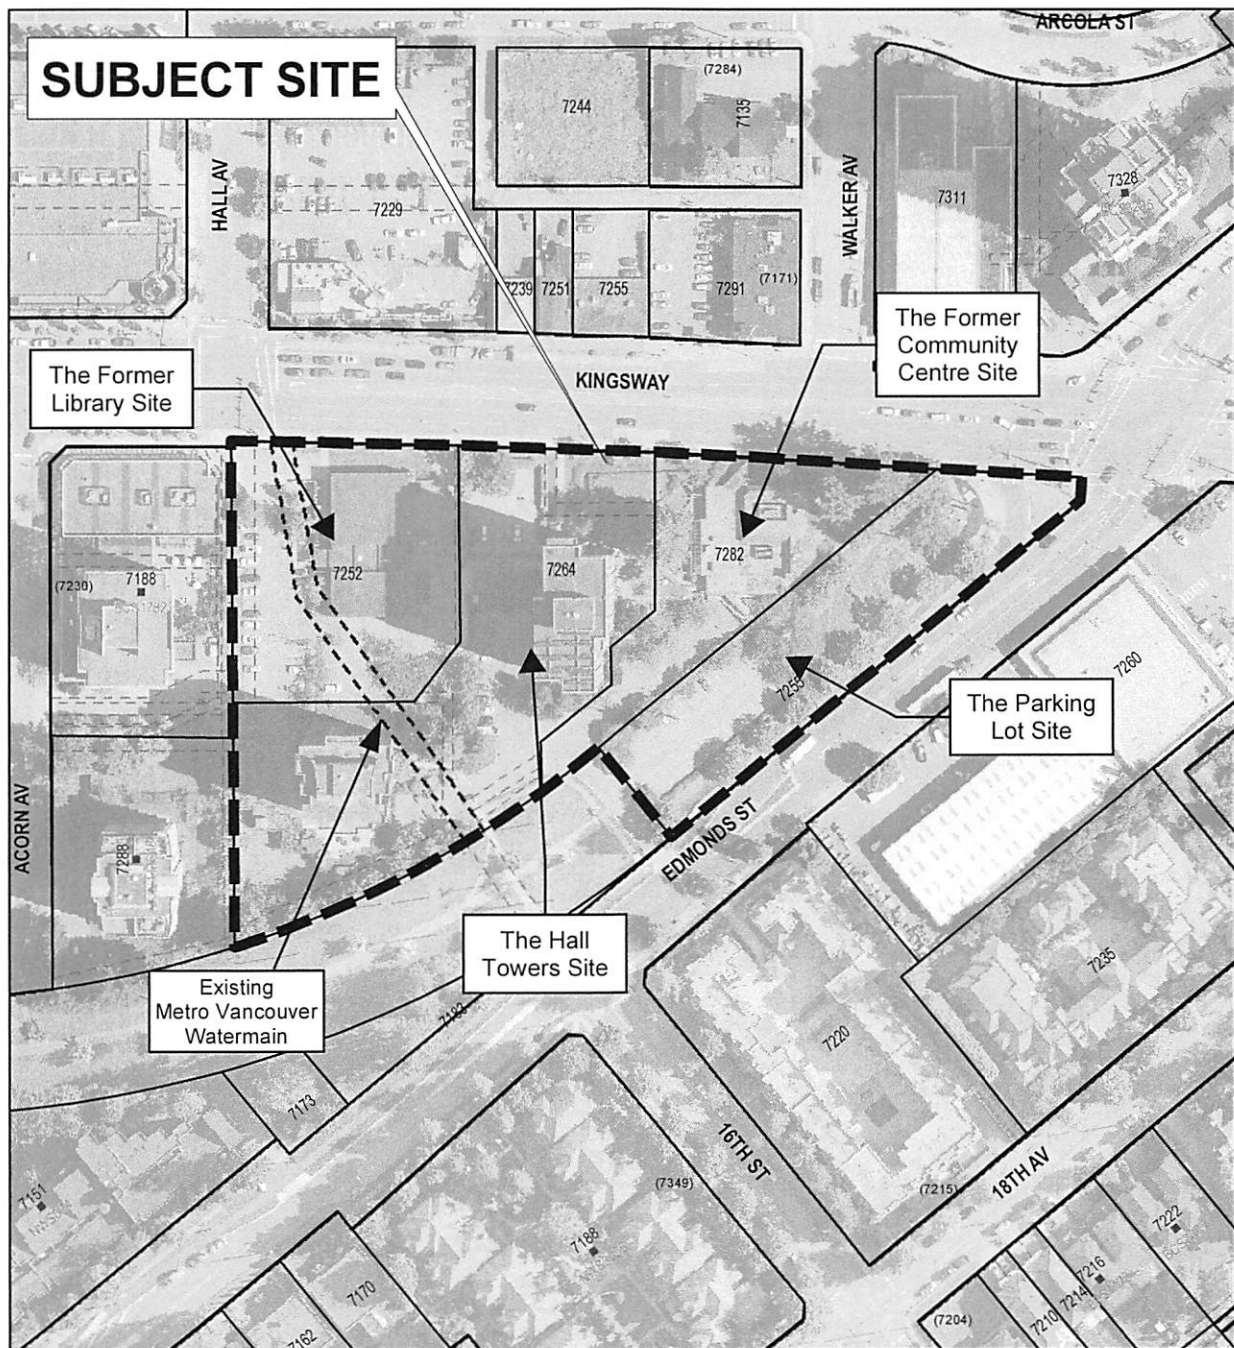 ARCOLA ST
SUBJECT SITE
(7284)
7244
7135
HALL AV
WALKER AV
7328
7229
7311
7239
7251
7255
7291
(7171)
The Former
Community
Centre Site
KINGSWAY
The Former
Library Site
7252
7264
7282
(7230)
7188
7260
7255
The Parking
Lot Site
ACORN AV
7288
EDMONDS ST
The Hall
Towers Site
7235
Existing
Metro Vancouver
Watermain
7183
7220
7173
16TH ST
18TH AV
(7349)
(7215)
7151
7222
7188
7216
7214
7170
7210
(7204)
7162